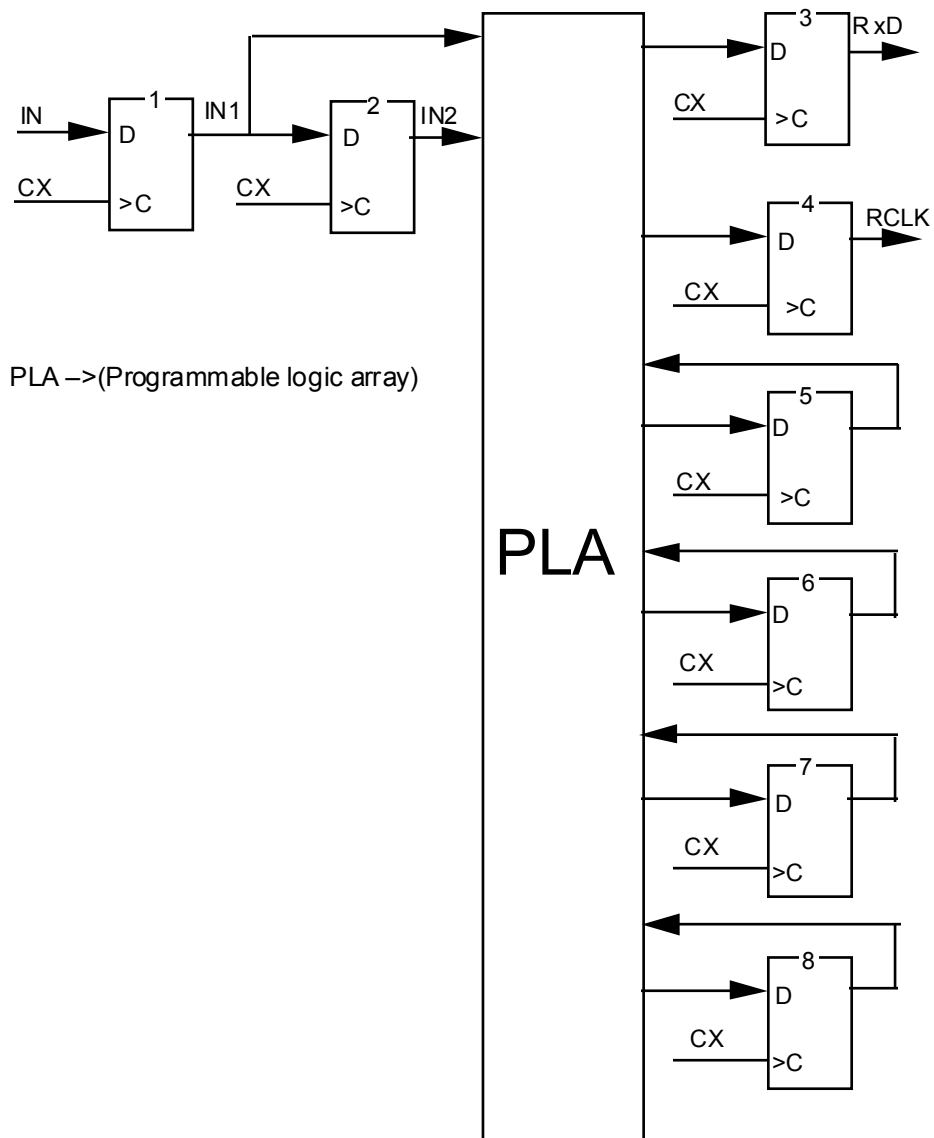 IN
CX
1
D
>C
IN1
CX
2
D
>C
IN2
PLA –>(Programmable logic array)
PLA
3
D
CX
>C
RxD
4
D
CX
>C
RCLK
5
D
CX
>C
6
D
CX
>C
7
D
CX
>C
8
D
CX
>C